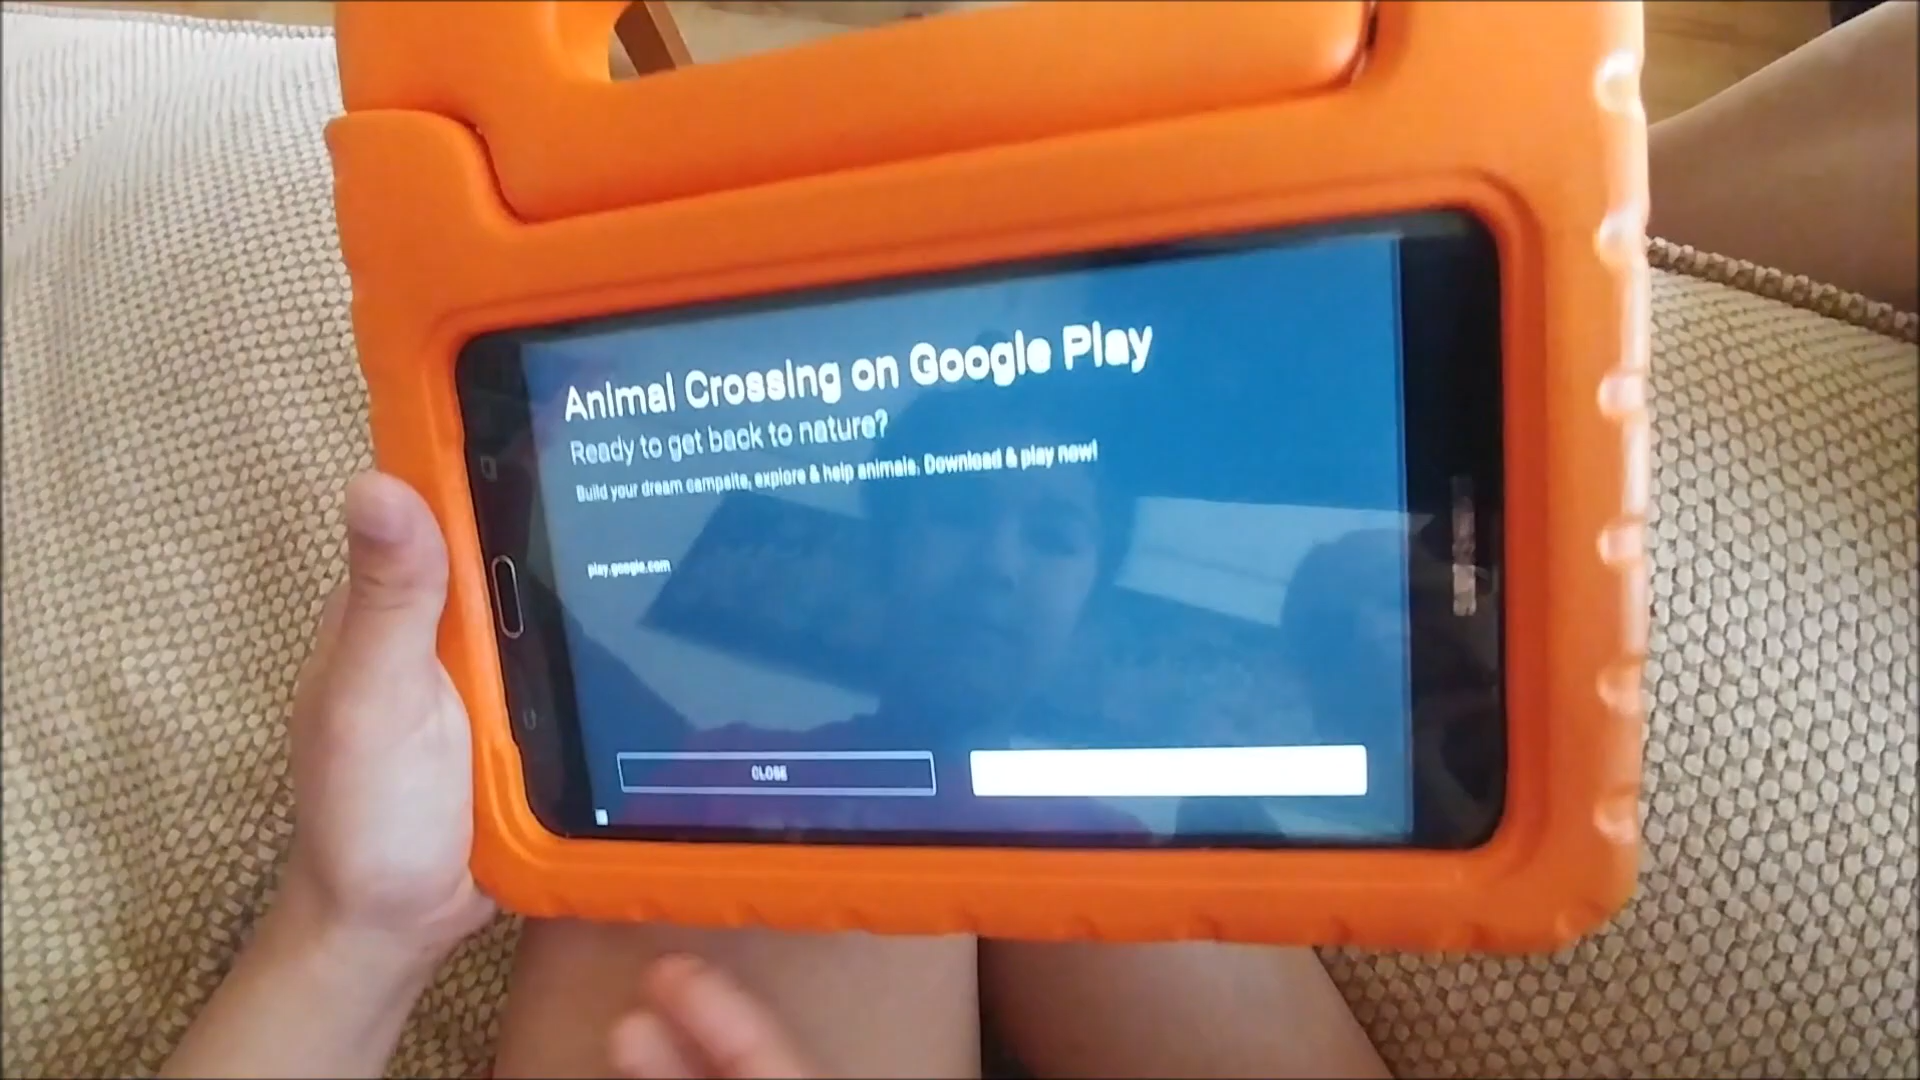 Animal Crossing on Google Play
Ready to get back to nature?
Build your dream campsite, explore & help animals. Download & play now!
play.google.com
CLOSE